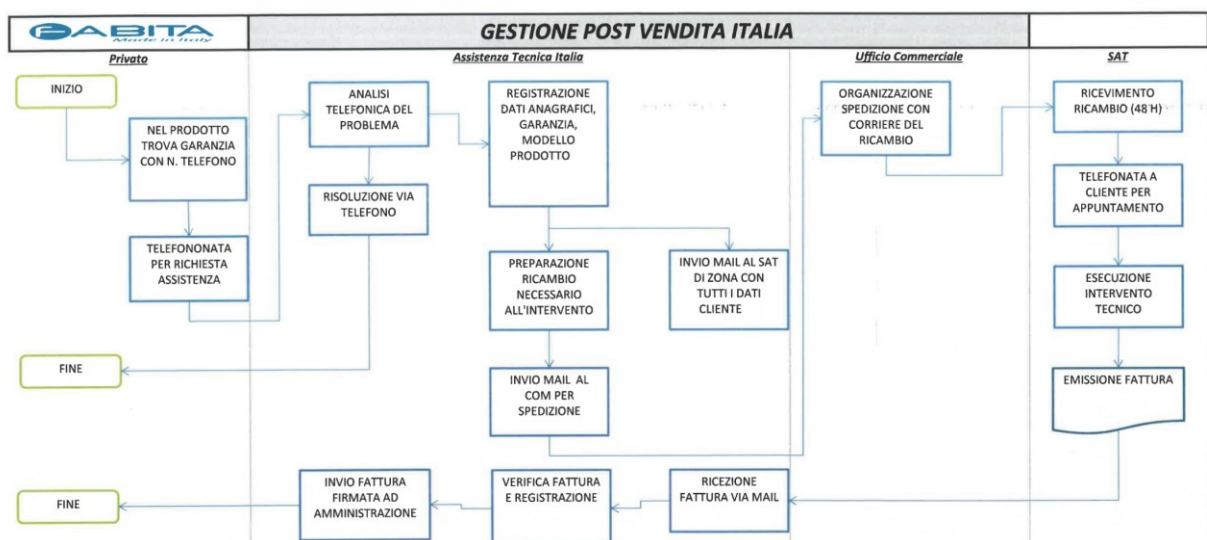 FABITA
Made in Italy
GESTIONE POST VENDITA ITALIA
Privato
Assistenza Tecnica Italia
Ufficio Commerciale
SAT
INIZIO
NEL PRODOTTO
TROVA GARANZIA
CON N. TELEFONO
TELEFONONATA
PER RICHIESTA
ASSISTENZA
ANALISI
TELEFONICA DEL
PROBLEMA
RISOLUZIONE VIA
TELEFONO
FINE
REGISTRAZIONE
DATI ANAGRAFICI,
GARANZIA,
MODELLO
PRODOTTO
PREPARAZIONE
RICAMBIO
NECESSARIO
ALL'INTERVENTO
INVIO MAIL AL SAT
DI ZONA CON
TUTTI I DATI
CLIENTE
INVIO MAIL AL
COM PER
SPEDIZIONE
ORGANIZZAZIONE
SPEDIZIONE CON
CORRIERE DEL
RICAMBIO
RICEVIMENTO
RICAMBIO (48 H)
TELEFONATA A
CLIENTE PER
APPUNTAMENTO
ESECUZIONE
INTERVENTO
TECNICO
EMISSIONE FATTURA
RICEZIONE
FATTURA VIA MAIL
VERIFICA FATTURA
E REGISTRAZIONE
INVIO FATTURA
FIRMATA AD
AMMINISTRAZIONE
FINE